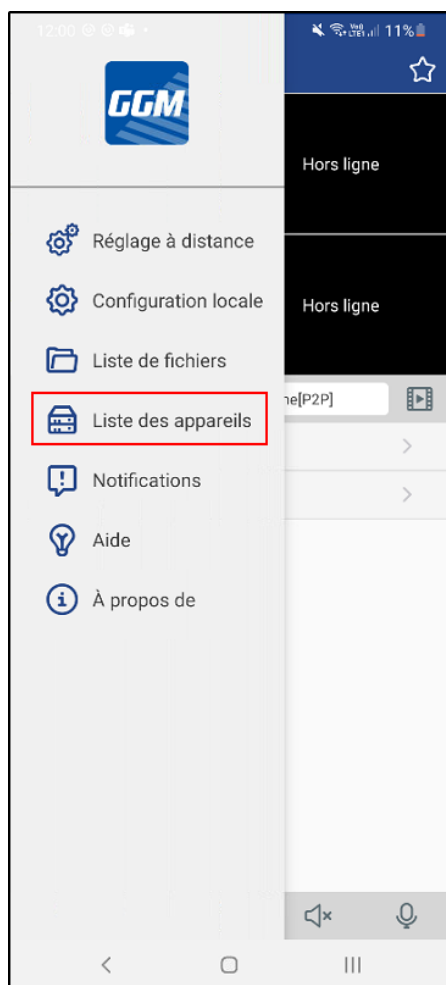 12:00
11%
GGM
Hors ligne
Réglage à distance
Configuration locale
Hors ligne
Liste de fichiers
ne[P2P]
Liste des appareils
Notifications
Aide
À propos de